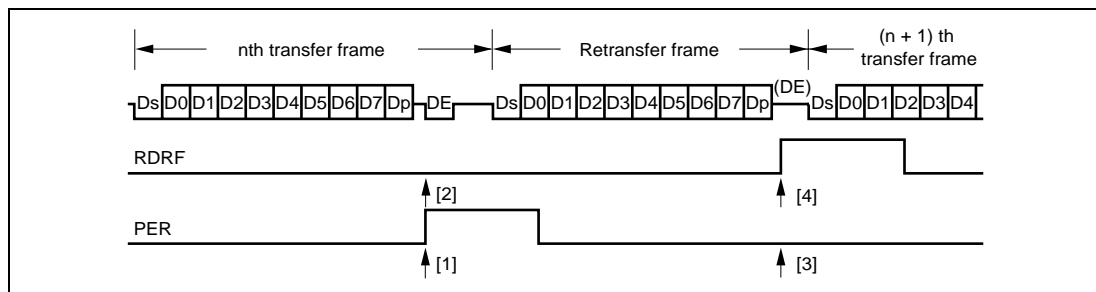 nth transfer frame
Retransfer frame
(n + 1) th
transfer frame
Ds D0 D1 D2 D3 D4 D5 D6 D7 Dp DE Ds D0 D1 D2 D3 D4 D5 D6 D7 Dp (DE) Ds D0 D1 D2 D3 D4
RDRF
[2] [4]
PER
[1] [3]